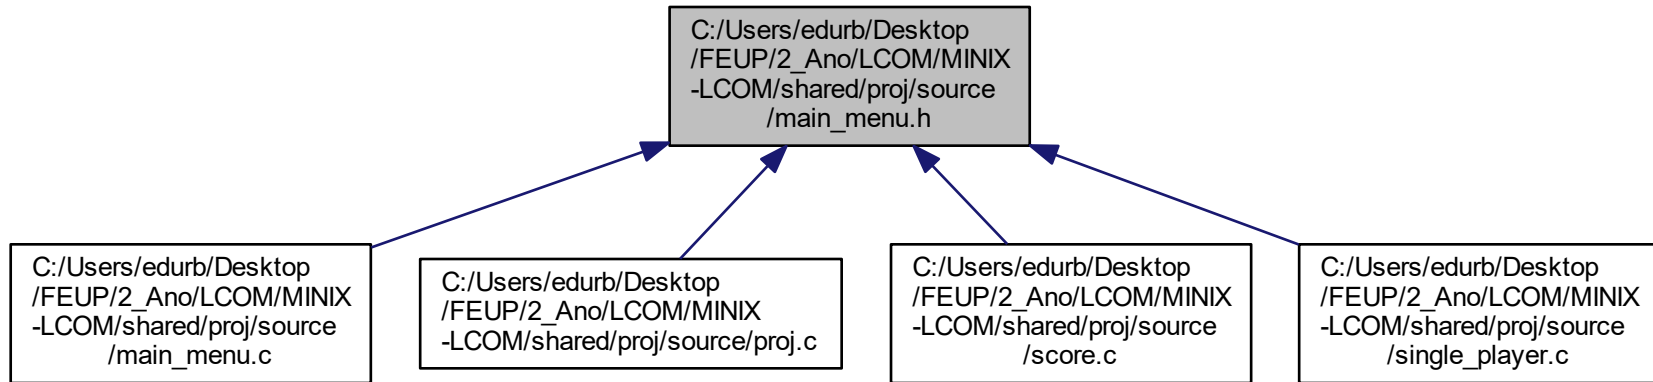 C:/Users/edurb/Desktop
/FEUP/2_Ano/LCOM/MINIX
-LCOM/shared/proj/source
/main_menu.h
C:/Users/edurb/Desktop
/FEUP/2_Ano/LCOM/MINIX
-LCOM/shared/proj/source
/main_menu.c
C:/Users/edurb/Desktop
/FEUP/2_Ano/LCOM/MINIX
-LCOM/shared/proj/source/proj.c
C:/Users/edurb/Desktop
/FEUP/2_Ano/LCOM/MINIX
-LCOM/shared/proj/source
/score.c
C:/Users/edurb/Desktop
/FEUP/2_Ano/LCOM/MINIX
-LCOM/shared/proj/source
/single_player.c